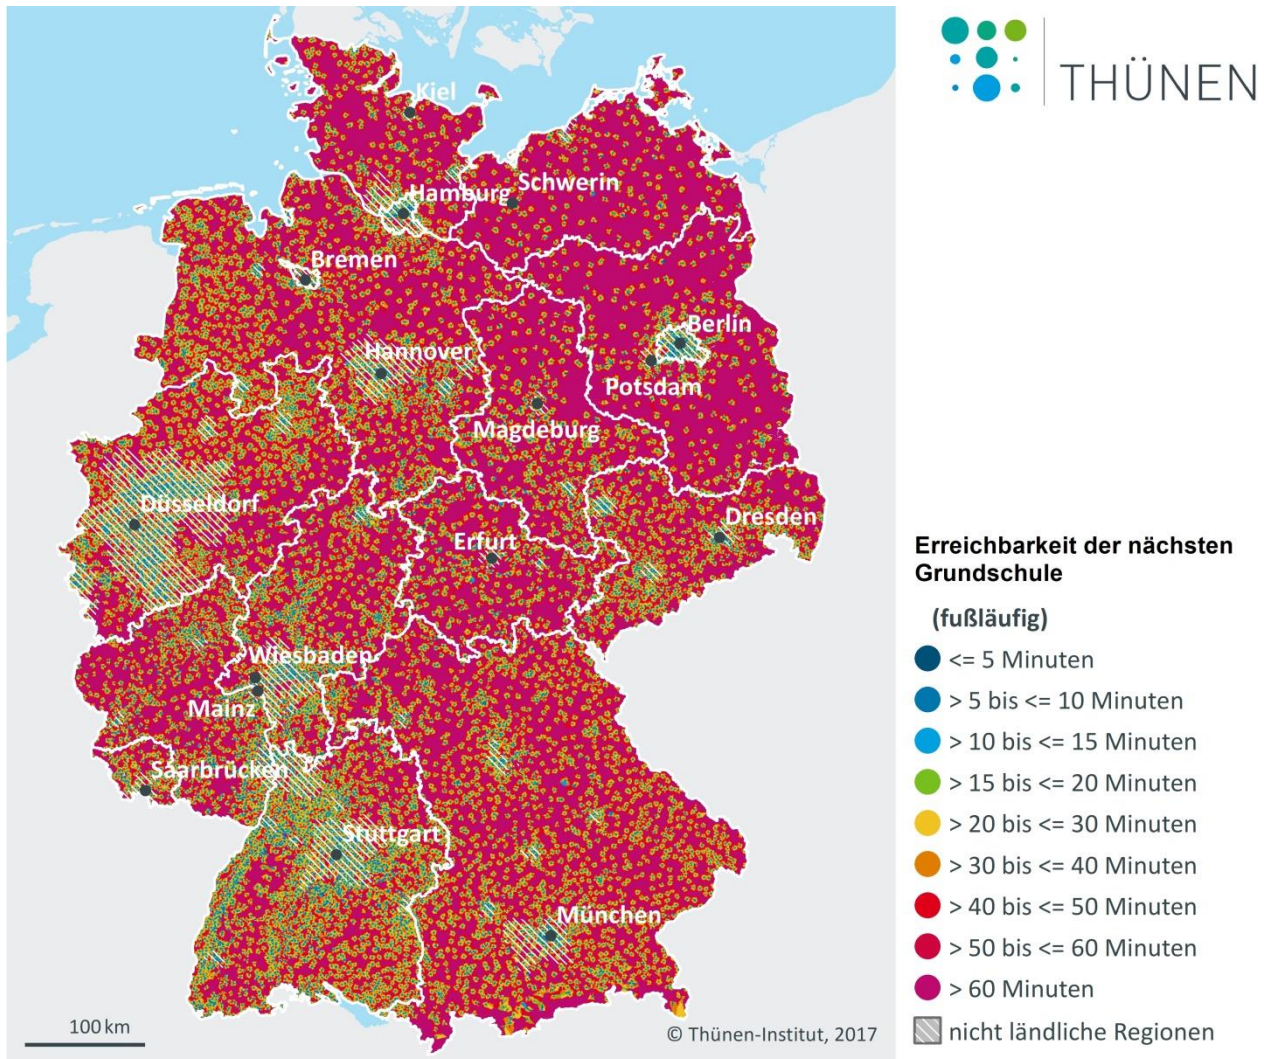 THÜNEN
Kiel
Hamburg
Schwerin
2
Bremen
Berlin
Hannover
Potsdam
Magdeburg
Düsseldorf
Dresden
Erfurt
Wiesbaden
Mainz
Saarbrücken
Stuttgart
München
100 km
© Thünen-Institut, 2017
Erreichbarkeit der nächsten
Grundschule
(fußläufig)
<= 5 Minuten
> 5 bis <= 10 Minuten
> 10 bis <= 15 Minuten
> 15 bis <= 20 Minuten
> 20 bis <= 30 Minuten
> 30 bis <= 40 Minuten
> 40 bis <= 50 Minuten
> 50 bis <= 60 Minuten
> 60 Minuten
nicht ländliche Regionen